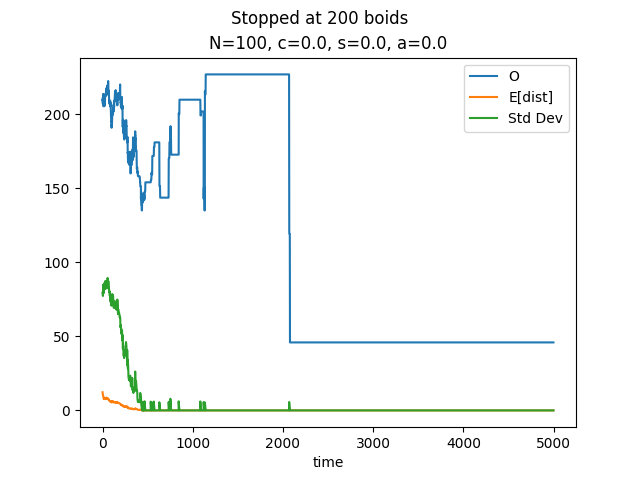 Stopped at 200 boids
N=100, c=0.0, s=0.0, a=0.0
O
E[dist]
Std Dev
200
150
100
50
0
0 1000 2000 3000 4000 5000
time